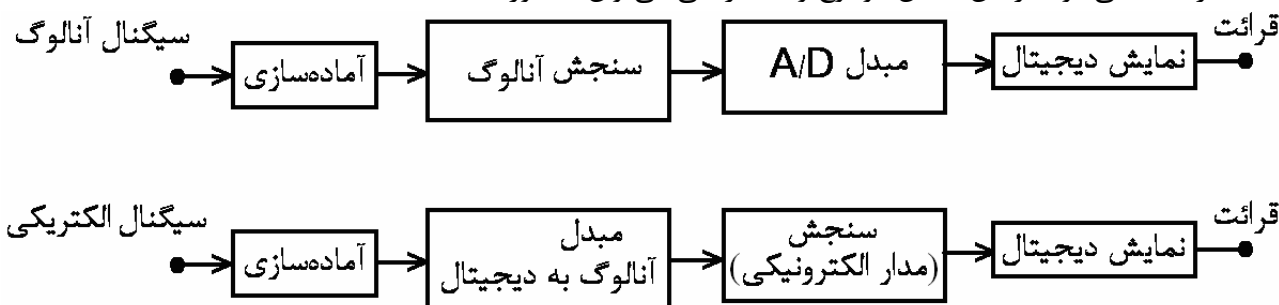 سیگنال آنالوگ
آماده‌سازی
سنجش آنالوگ
مبدل A/D
نمایش دیجیتال
قرائت
سیگنال الکتریکی
آماده‌سازی
مبدل
آنالوگ به دیجیتال
سنجش
(مدار الکترونیکی)
نمایش دیجیتال
قرائت